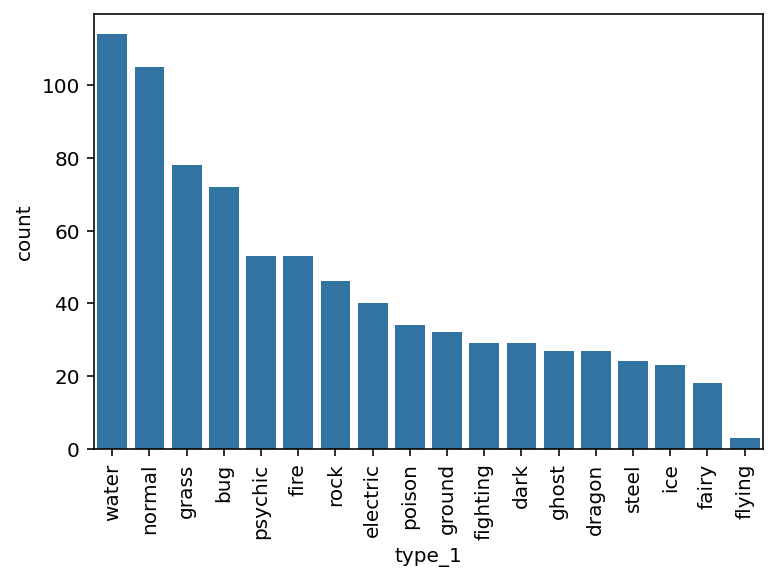 count
100
80
60
40
20
0
water
normal
grass
bug
psychic
fire
rock
electric
poison
ground
fighting
dark
ghost
dragon
steel
ice
fairy
flying
type_1